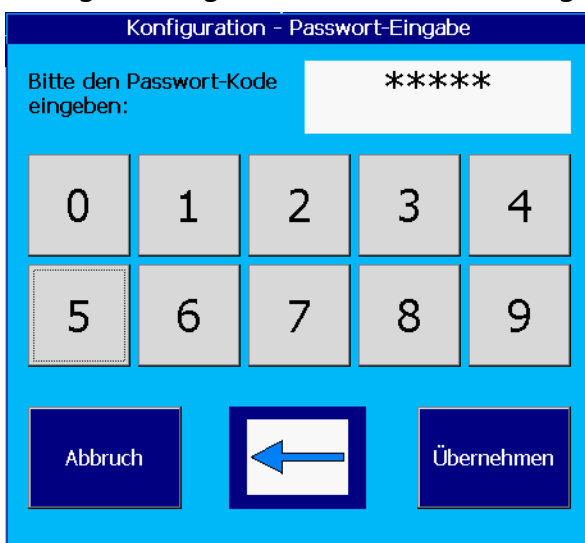 Konfiguration - Passwort-Eingabe
Bitte den Passwort-Kode
eingeben:
*****
0 1 2 3 4
5 6 7 8 9
Abbruch
Übernehmen